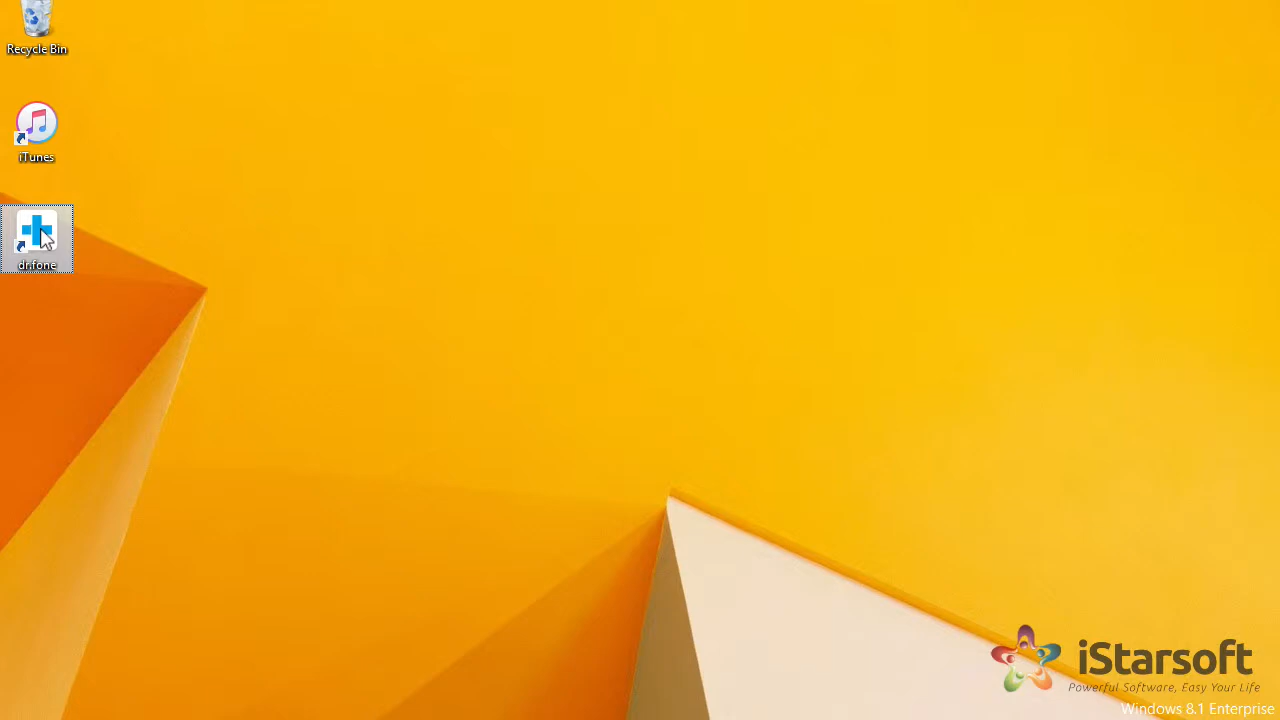 Recycle Bin
iTunes
dr.fone
iStarsoft
Powerful Software, Easy Your Life
Windows 8.1 Enterprise